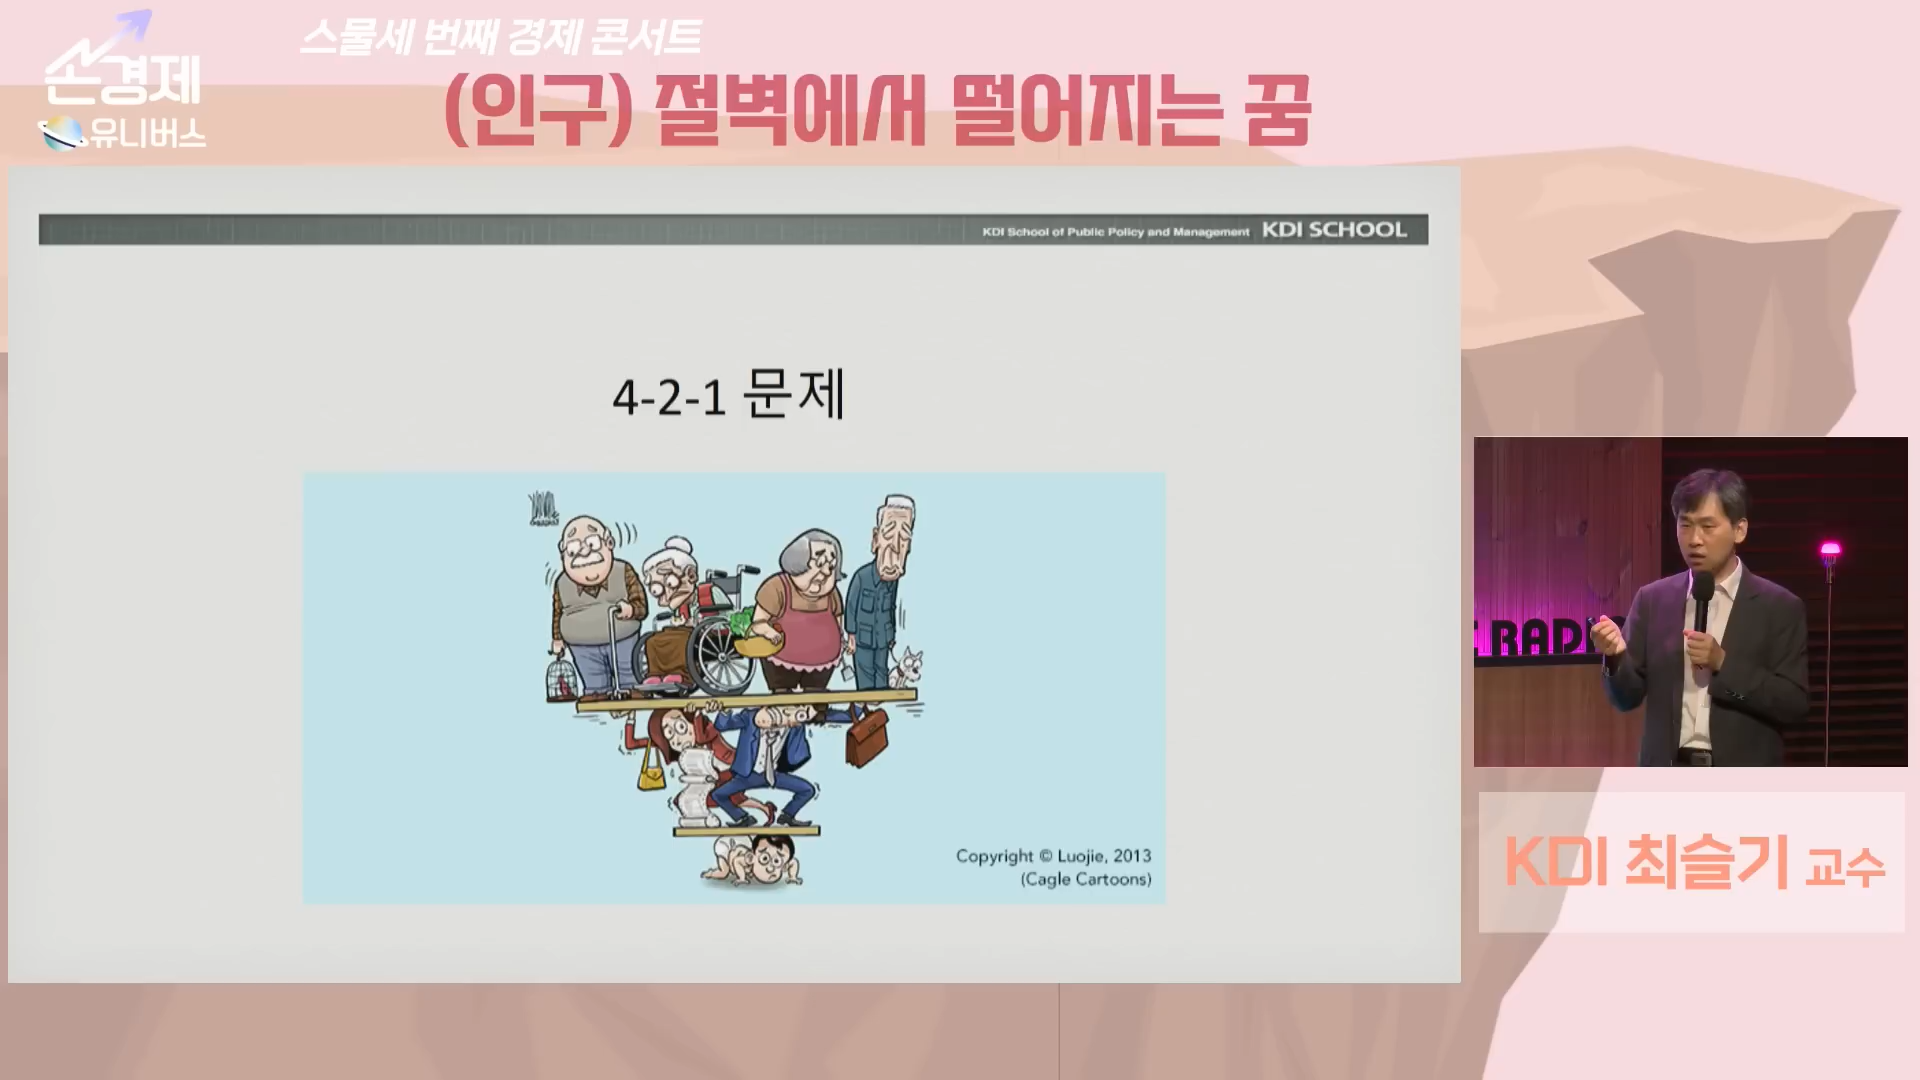 손경제
유니버스
스물세 번째 경제 콘서트
(인구) 절벽에서 떨어지는 꿈
KDI School of Public Policy and Management KDI SCHOOL
4-2-1 문제
Copyright © Luojie, 2013
(Cagle Cartoons)
RAD
KDI 최슬기 교수